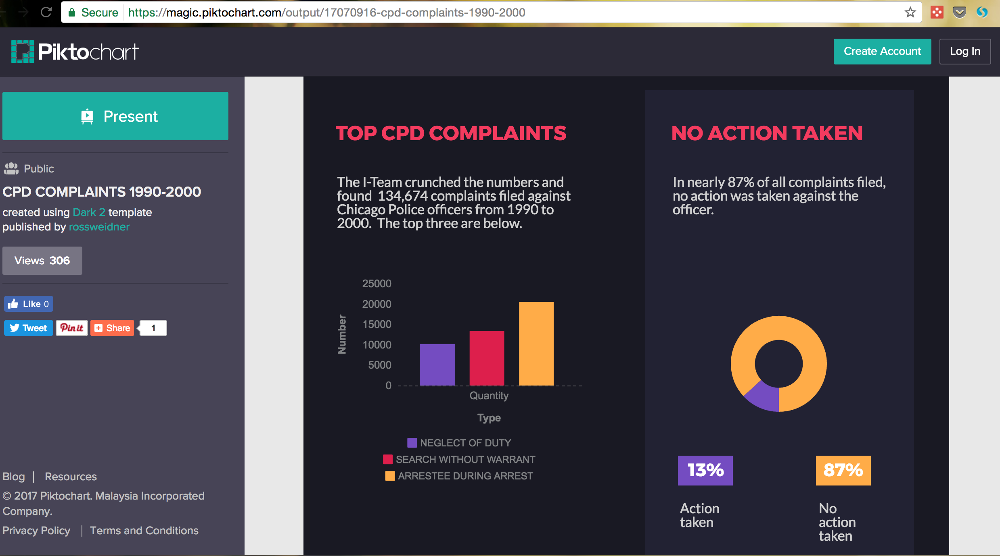 Secure https://magic.piktochart.com/output/17070916-cpd-complaints-1990-2000
Piktochart
Create Account
Log In
Present
Public
CPD COMPLAINTS 1990-2000
created using Dark 2 template
published by rossweidner
Views 306
Like 0
Tweet
Pin it
Share
1
Blog | Resources
© 2017 Piktochart. Malaysia Incorporated
Company.
Privacy Policy | Terms and Conditions
TOP CPD COMPLAINTS
The I-Team crunched the numbers and
found 134,674 complaints filed against
Chicago Police officers from 1990 to
2000. The top three are below.
25000
20000
15000
10000
5000
0
Number
Quantity
Type
NEGLECT OF DUTY
SEARCH WITHOUT WARRANT
ARRESTEE DURING ARREST
NO ACTION TAKEN
In nearly 87% of all complaints filed,
no action was taken against the
officer.
13%
Action
taken
87%
No
action
taken